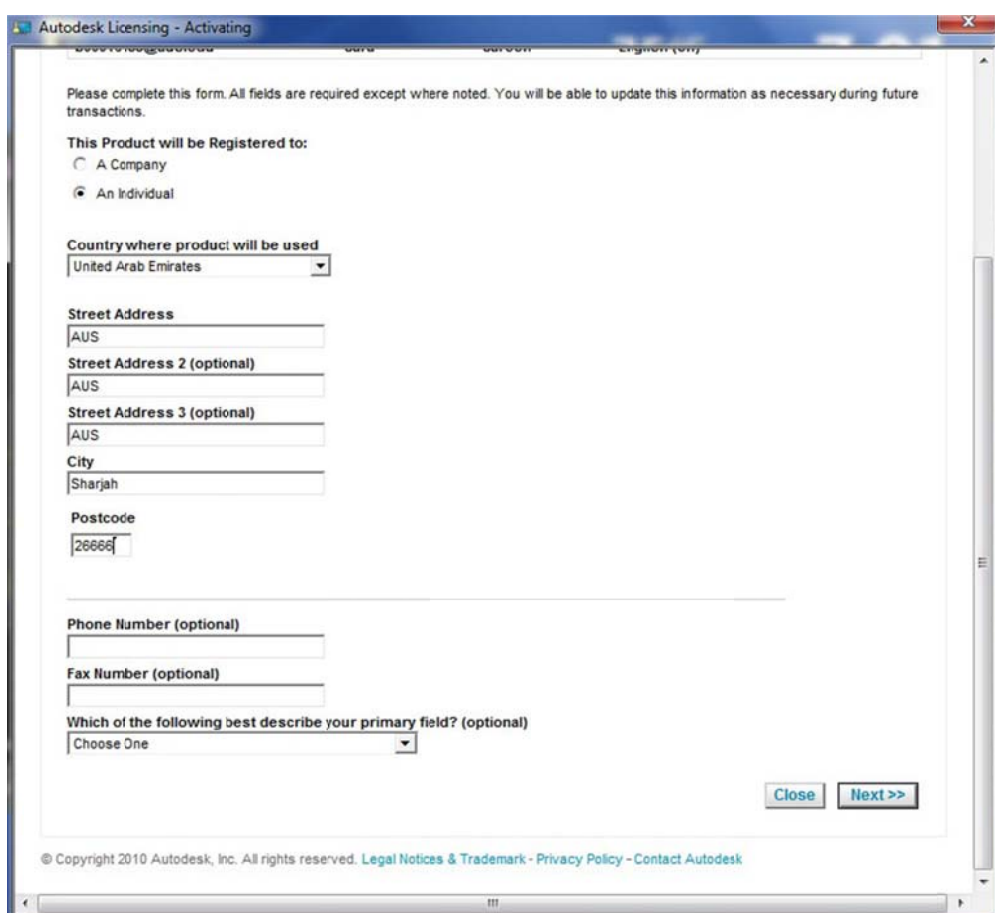 Autodesk Licensing - Activating
Please complete this form. All fields are required except where noted. You will be able to update this information as necessary during future
transactions.
This Product will be Registered to:
A Company
An Individual
Country where product will be used
United Arab Emirates
Street Address
AUS
Street Address 2 (optional)
AUS
Street Address 3 (optional)
AUS
City
Sharjah
Postcode
26666
Phone Number (optional)
Fax Number (optional)
Which of the following best describe your primary field? (optional)
Choose One
Close Next >>
© Copyright 2010 Autodesk, Inc. All rights reserved. Legal Notices & Trademark - Privacy Policy - Contact Autodesk